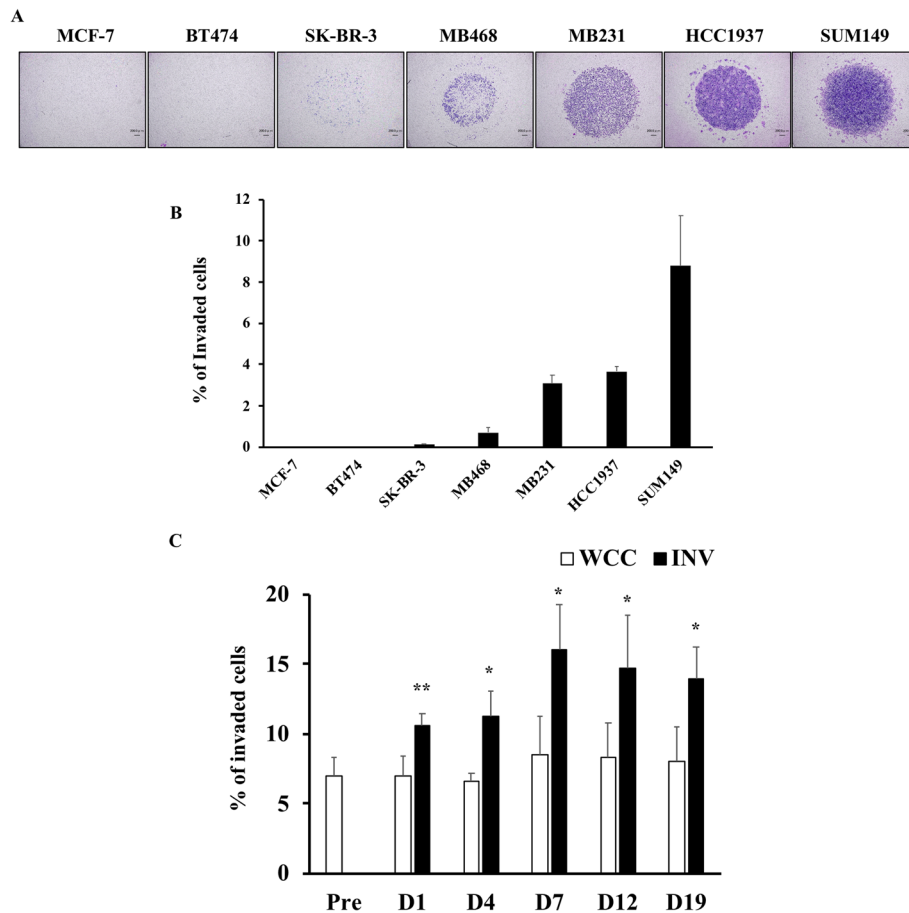 A
MCF-7 BT474 SK-BR-3 MB468 MB231 HCC1937 SUM149
B
% of Invaded cells
12
10
8
6
4
2
0
MCF-7 BT474 SK-BR-3 MB468 MB231 HCC1937 SUM149
C
WCC INV
% of invaded cells
20
15
10
5
0
** * * * *
Pre D1 D4 D7 D12 D19